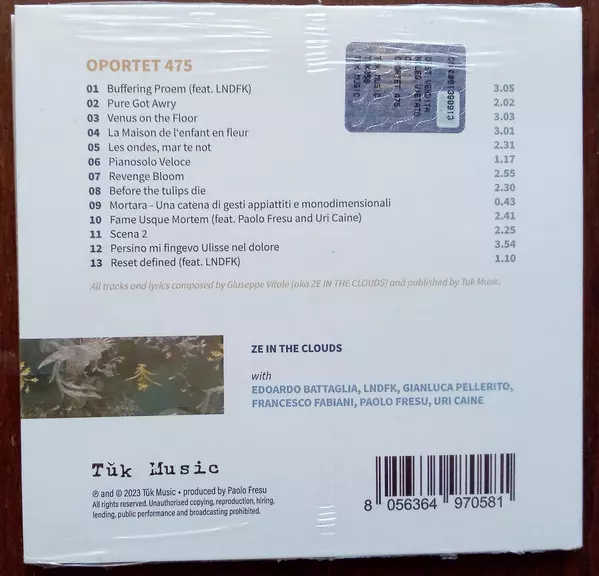 OPORTET 475
01 Buffering Proem (feat. LNDFK) 3.05
02 Pure Got Awry 2.02
03 Venus on the Floor 3.03
04 La Maison de l'enfant en fleur 3.01
05 Les ondes, mar te not 2.31
06 Pianosolo Veloce 1.17
07 Revenge Bloom 2.55
08 Before the tulips die 2.30
09 Mortara - Una catena di gesti appiattiti e monodimensionali 0.43
10 Fame Usque Mortem (feat. Paolo Fresu and Uri Caine) 2.41
11 Scena 2 2.25
12 Persino mi fingevo Ulisse nel dolore 3.54
13 Reset defined (feat. LNDFK) 1.10
All tracks and lyrics composed by Giuseppe Vitale (aka ZE IN THE CLOUDS) and published by Tuk Music.
ZE IN THE CLOUDS
with
EDOARDO BATTAGLIA, LNDFK, GIANLUCA PELLERITO,
FRANCESCO FABIANI, PAOLO FRESU, URI CAINE
Tŭk Music
℗ and © 2023 Tŭk Music • produced by Paolo Fresu
All rights reserved. Unauthorised copying, reproduction, hiring,
lending, public performance and broadcasting prohibited.
8 056364 970581